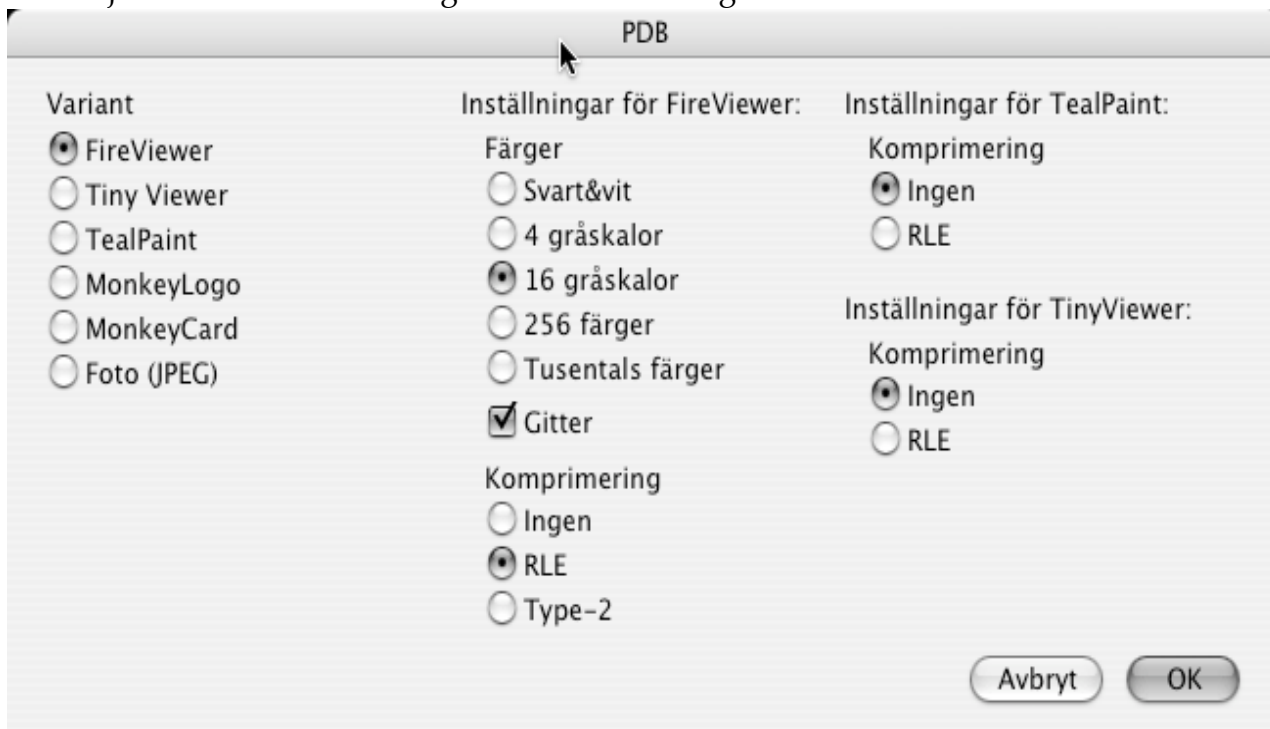 PDB
Variant
FireViewer
Tiny Viewer
TealPaint
MonkeyLogo
MonkeyCard
Foto (JPEG)
Inställningar för FireViewer:
Färger
Svart&vit
4 gråskalor
16 gråskalor
256 färger
Tusentals färger
Gitter
Komprimering
Ingen
RLE
Type-2
Inställningar för TealPaint:
Komprimering
Ingen
RLE
Inställningar för TinyViewer:
Komprimering
Ingen
RLE
Avbryt
OK